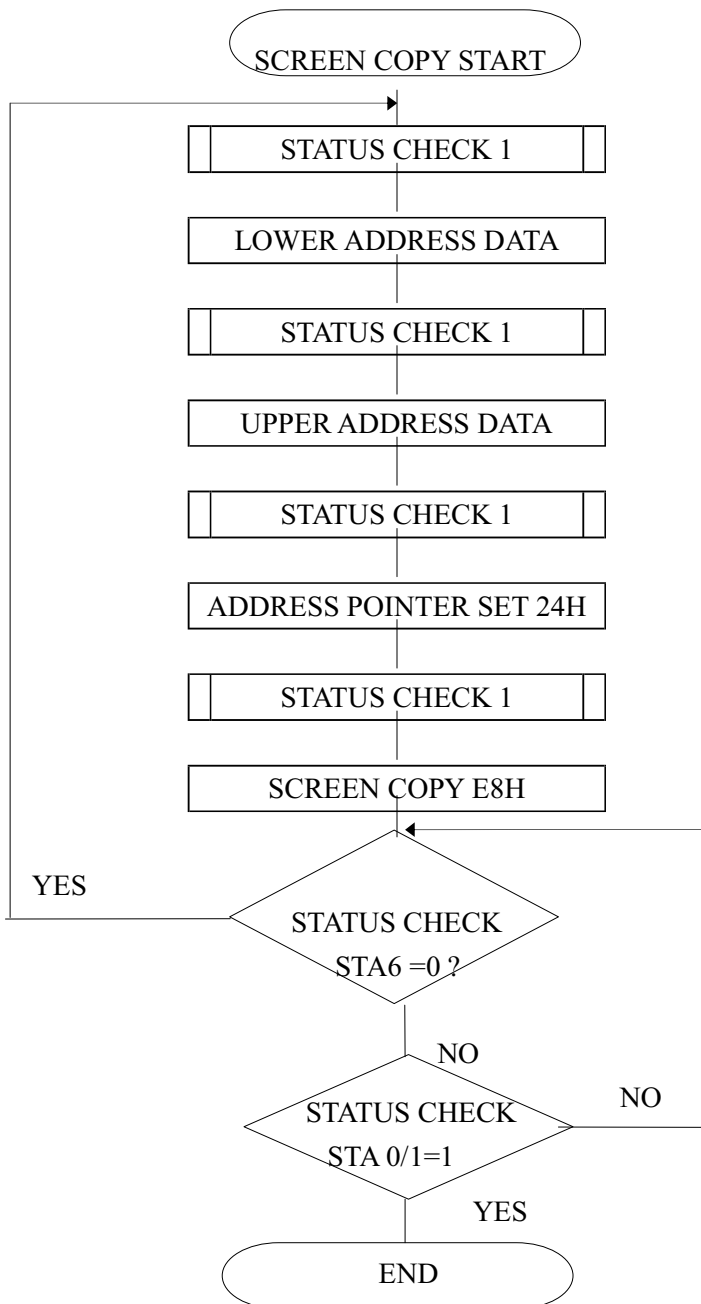 SCREEN COPY START
STATUS CHECK 1
LOWER ADDRESS DATA
STATUS CHECK 1
UPPER ADDRESS DATA
STATUS CHECK 1
ADDRESS POINTER SET 24H
STATUS CHECK 1
SCREEN COPY E8H
YES
STATUS CHECK
STA6 =0 ?
NO
STATUS CHECK
STA 0/1=1
NO
YES
END